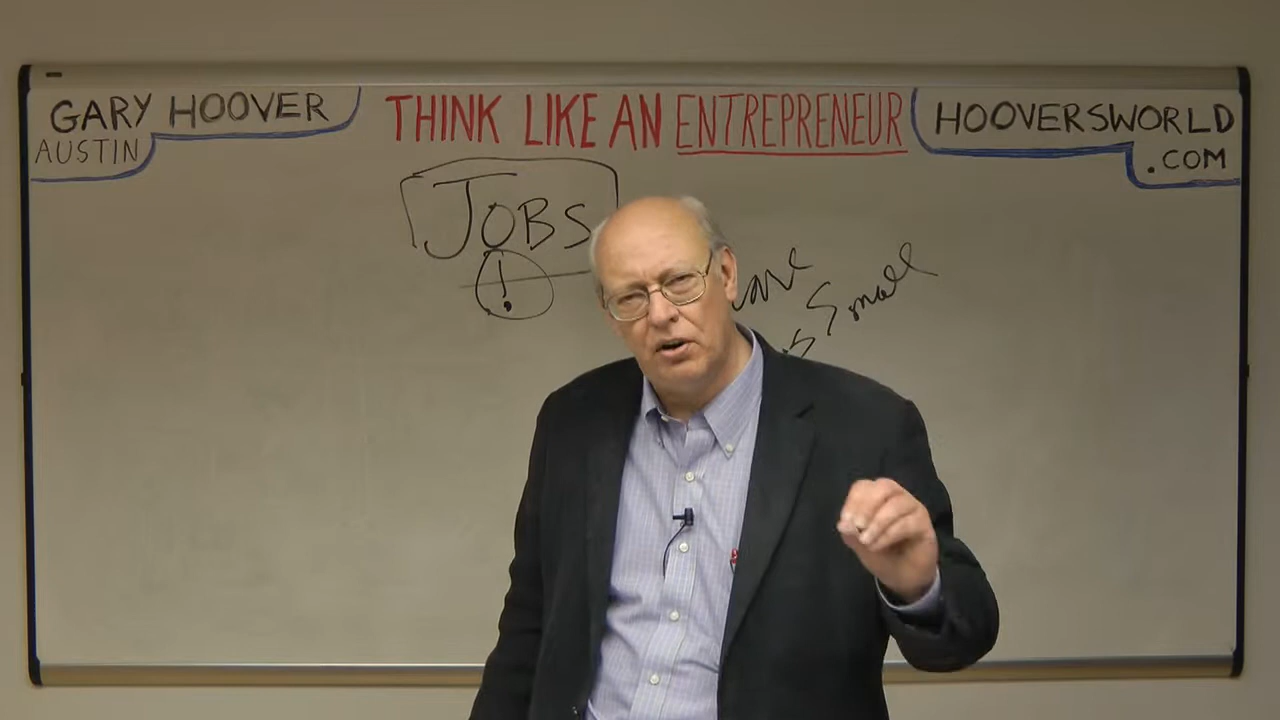 GARY HOOVER
AUSTIN
THINK LIKE AN ENTREPRENEUR
HOOVERSWORLD
.COM
JOBS
!
Small